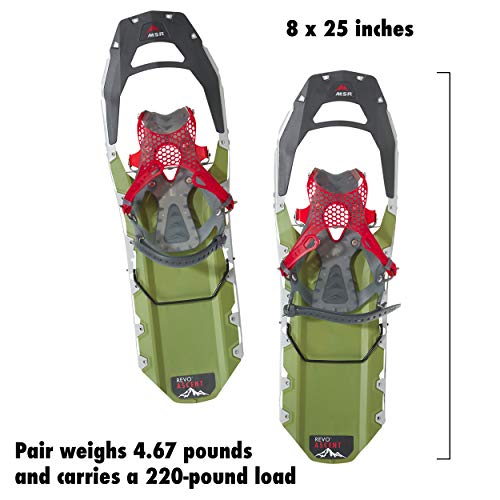 8 x 25 inches
MSR
MSR
REVO
ASCENT
REVO
ASCENT
Pair weighs 4.67 pounds
and carries a 220-pound load